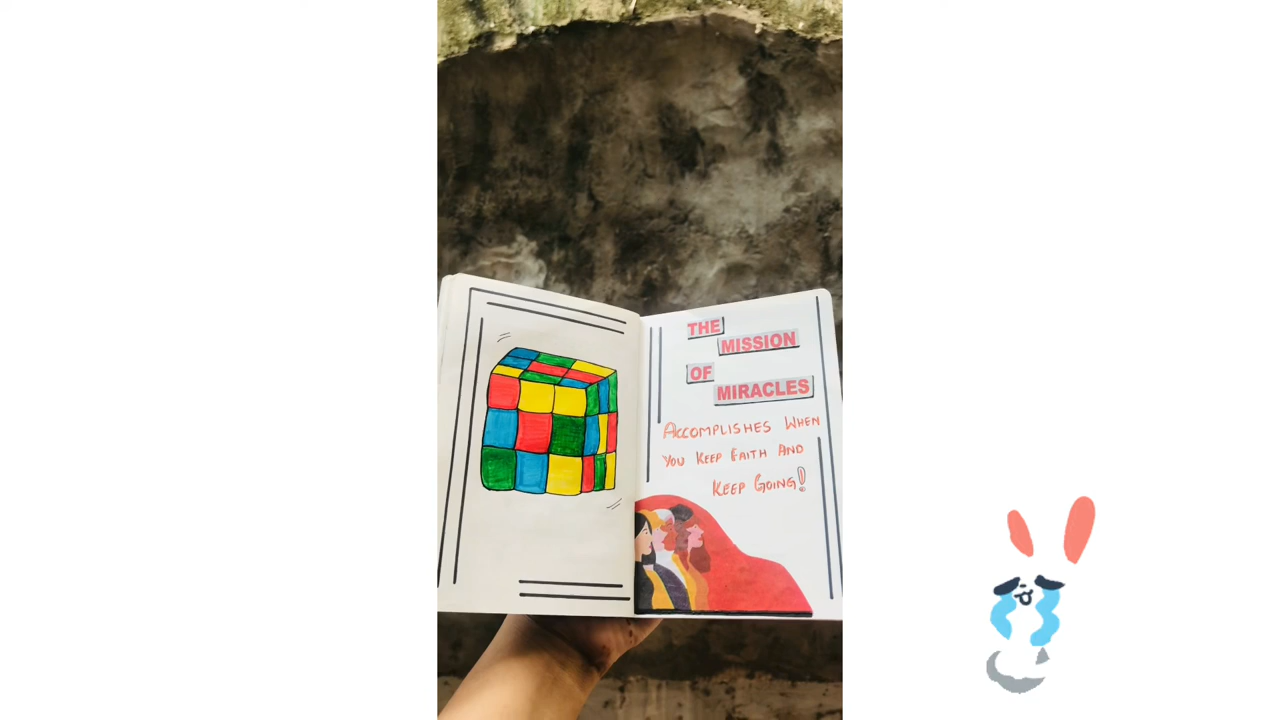 THE
MISSION
OF
MIRACLES
ACCOMPLISHES WHEN
YOU KEEP FAITH AND
KEEP GOING!